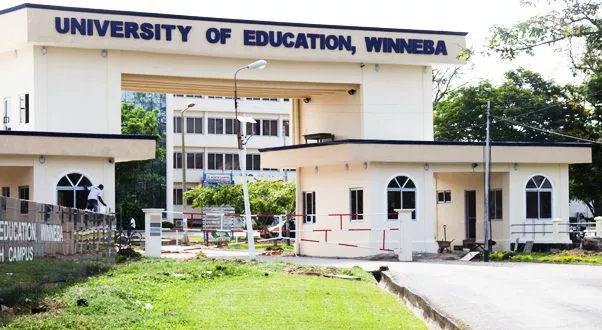 UNIVERSITY OF EDUCATION, WINNEBA
EDUCATION, WINNEBA
CAMPUS